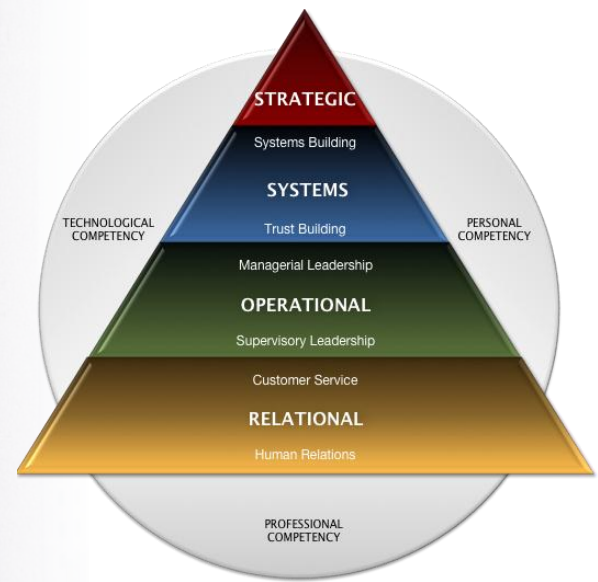 STRATEGIC
Systems Building
SYSTEMS
Trust Building
TECHNOLOGICAL
COMPETENCY
PERSONAL
COMPETENCY
Managerial Leadership
OPERATIONAL
Supervisory Leadership
Customer Service
RELATIONAL
Human Relations
PROFESSIONAL
COMPETENCY